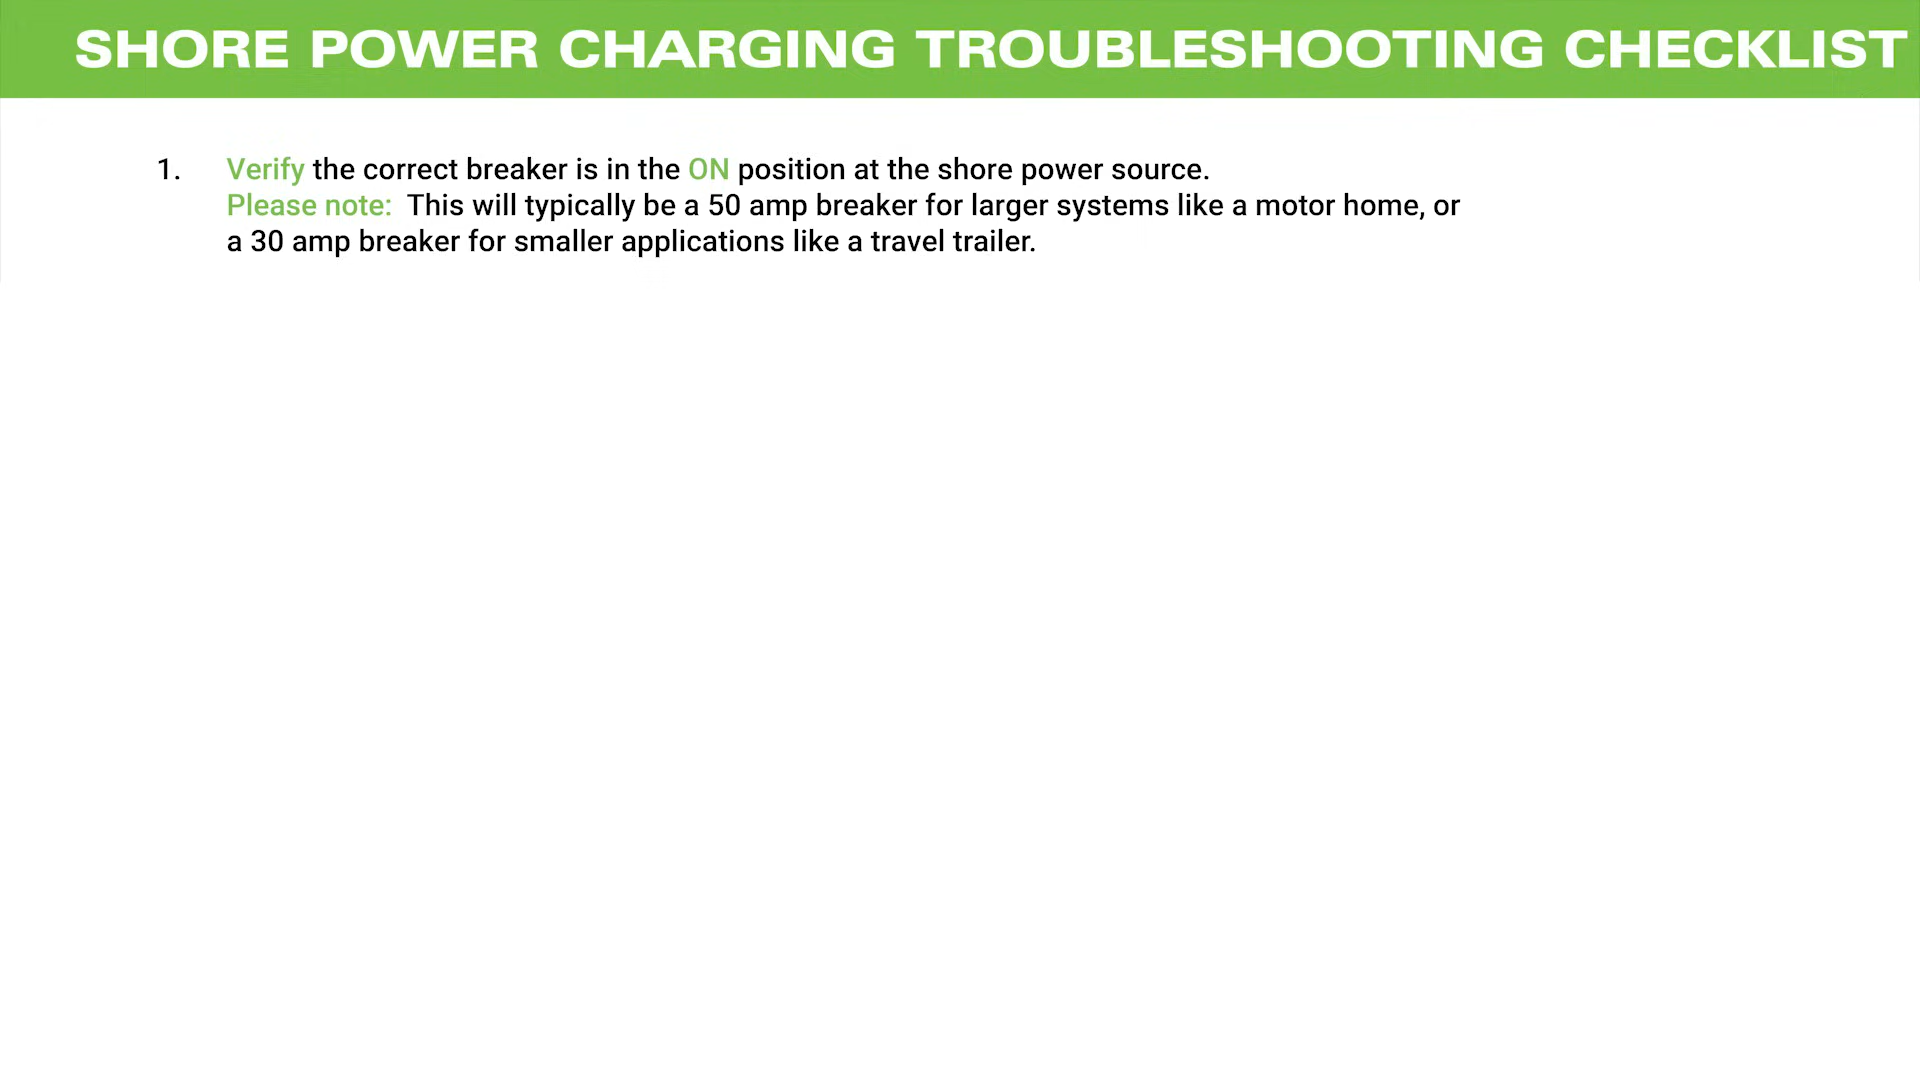 SHORE POWER CHARGING TROUBLESHOOTING CHECKLIST
1. Verify the correct breaker is in the ON position at the shore power source.
Please note: This will typically be a 50 amp breaker for larger systems like a motor home, or
a 30 amp breaker for smaller applications like a travel trailer.